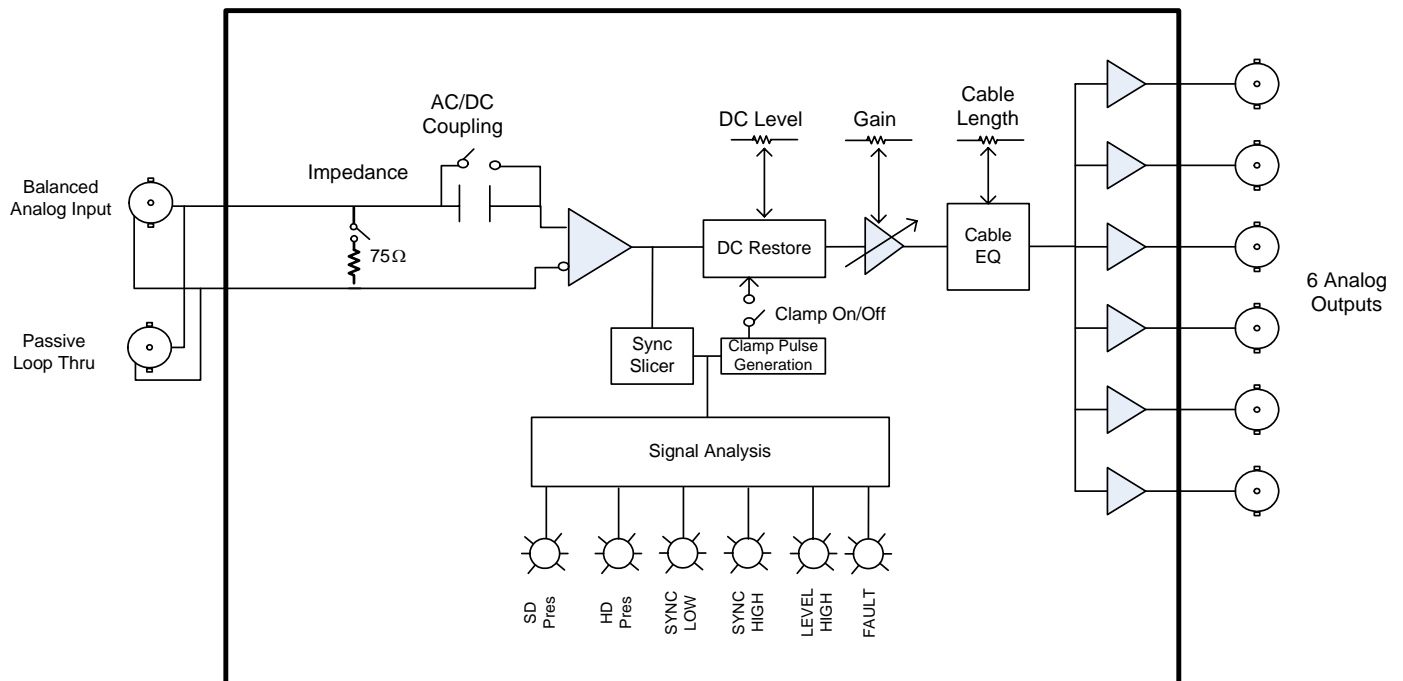 AC/DC
Coupling
DC Level
Gain
Cable
Length
Impedance
Balanced
Analog Input
75Ω
DC Restore
Cable
EQ
6 Analog
Outputs
Clamp On/Off
Passive
Loop Thru
Sync
Slicer
Clamp Pulse
Generation
Signal Analysis
SD
Pres
HD
Pres
SYNC
LOW
SYNC
HIGH
LEVEL
HIGH
FAULT